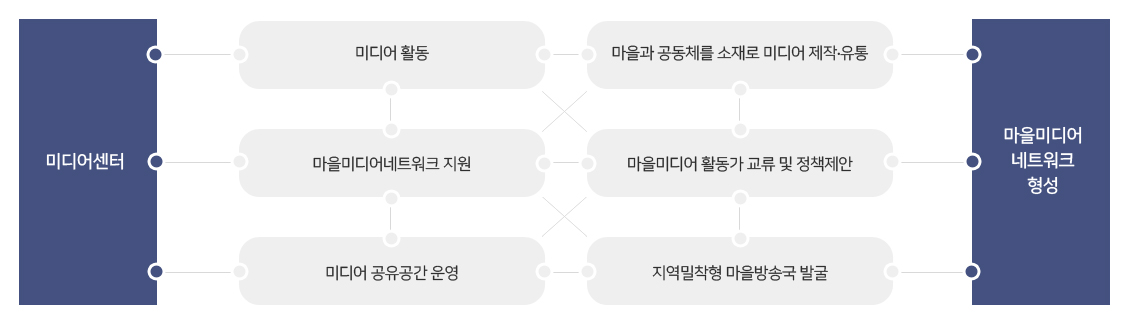 미디어센터
미디어 활동
마을미디어네트워크 지원
미디어 공유공간 운영
마을과 공동체를 소재로 미디어 제작·유통
마을미디어 활동가 교류 및 정책제안
지역밀착형 마을방송국 발굴
마을미디어
네트워크
형성